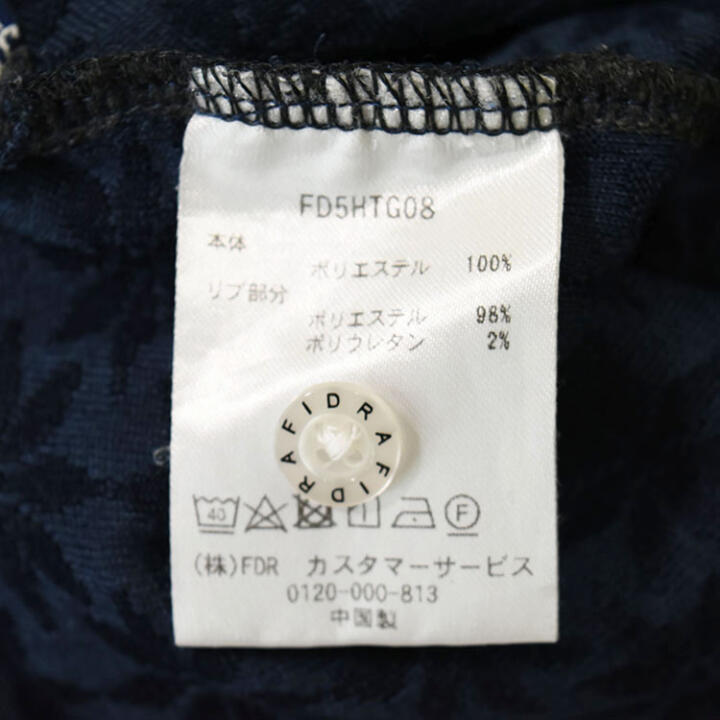 FD5HTG08
本体
ポリエステル 100%
リブ部分
ポリエステル 98%
ポリウレタン 2%
FIDRA FIDRA
40 F
(株)FDR カスタマーサービス
0120-000-813
中国製